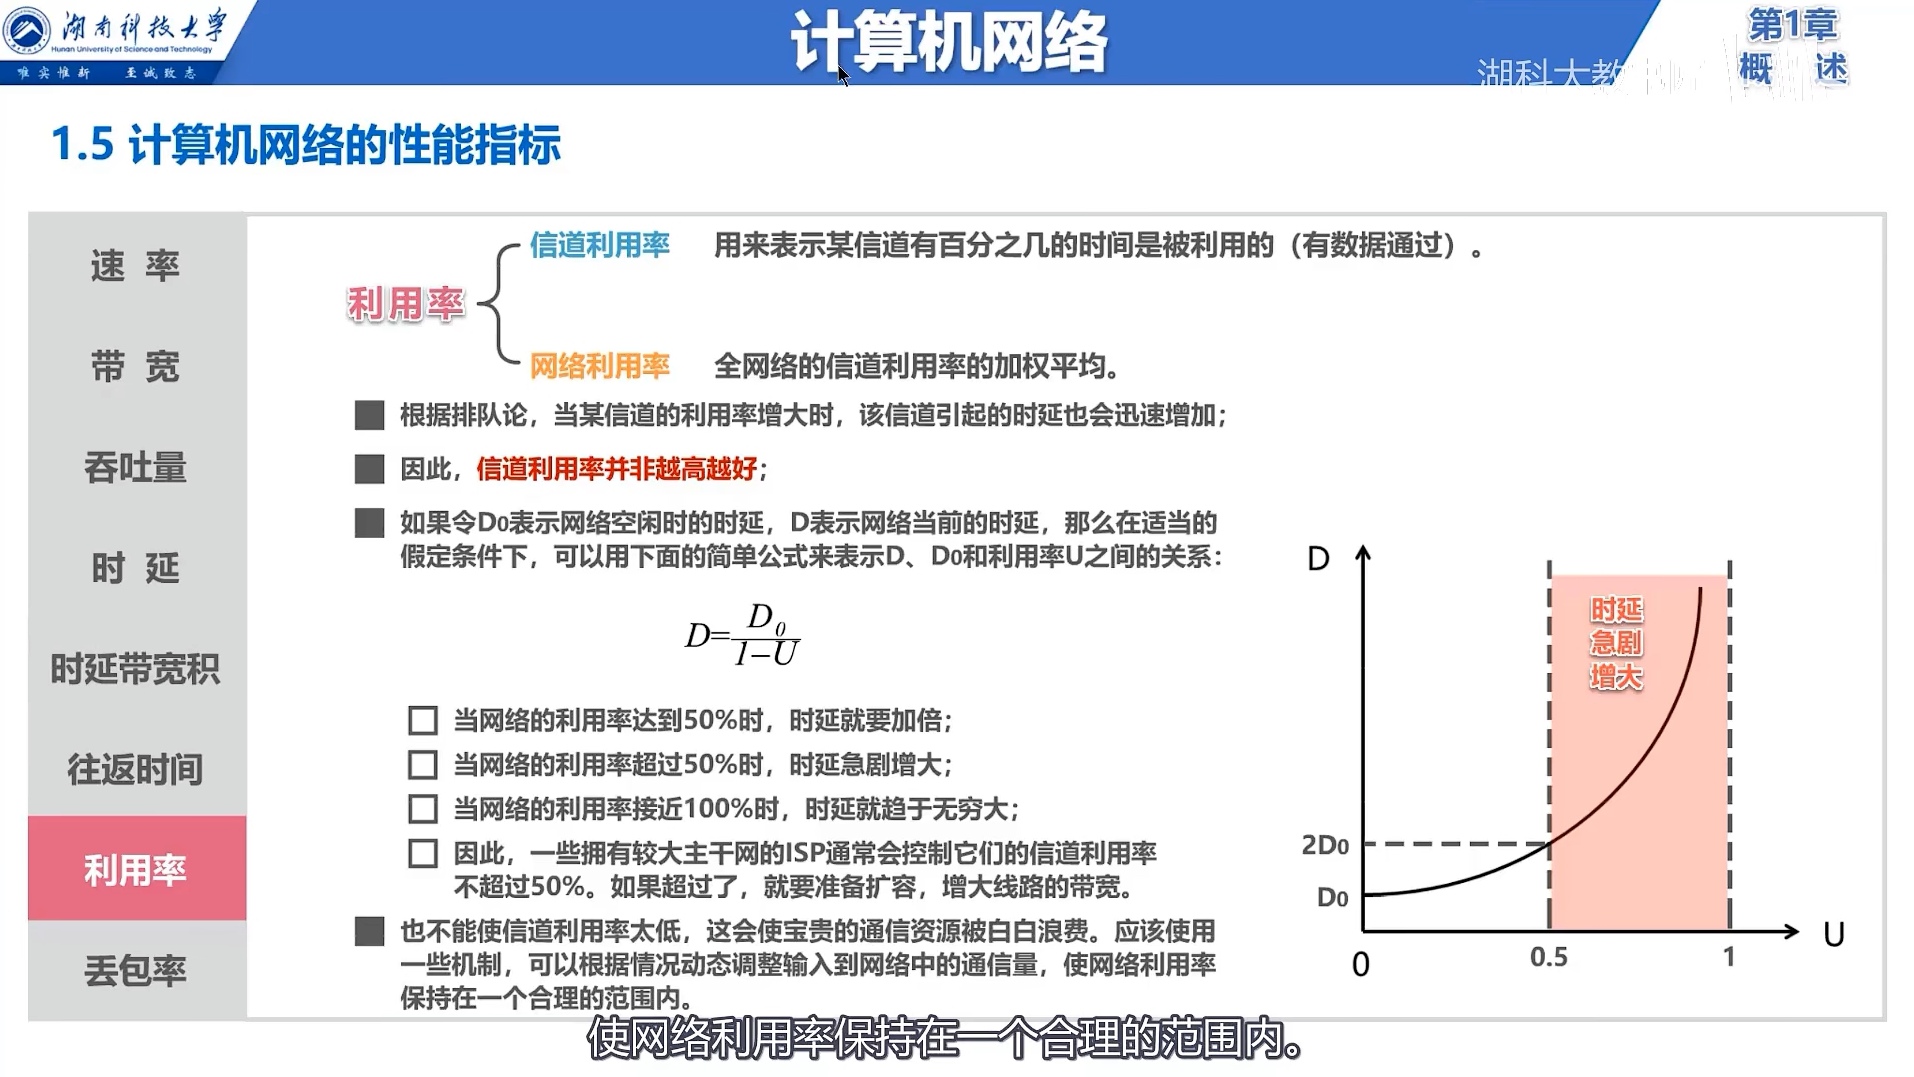 湖南科技大学
Hunan University of Science and Technology
唯实惟新 至诚致志
计算机网络
第1章
概 述
湖科大教
1.5 计算机网络的性能指标
速 率
带 宽
吞吐量
时 延
时延带宽积
往返时间
利用率
丢包率
信道利用率 用来表示某信道有百分之几的时间是被利用的（有数据通过）。
利用率
网络利用率 全网络的信道利用率的加权平均。
根据排队论，当某信道的利用率增大时，该信道引起的时延也会迅速增加；
因此，信道利用率并非越高越好；
如果令D0表示网络空闲时的时延，D表示网络当前的时延，那么在适当的
假定条件下，可以用下面的简单公式来表示D、D0和利用率U之间的关系：
D=D0/(1-U)
当网络的利用率达到50%时，时延就要加倍；
当网络的利用率超过50%时，时延急剧增大；
当网络的利用率接近100%时，时延就趋于无穷大；
因此，一些拥有较大主干网的ISP通常会控制它们的信道利用率
不超过50%。如果超过了，就要准备扩容，增大线路的带宽。
也不能使信道利用率太低，这会使宝贵的通信资源被白白浪费。应该使用
一些机制，可以根据情况动态调整输入到网络中的通信量，使网络利用率
保持在一个合理的范围内。
D
时延
急剧
增大
2D0
D0
0
0.5
1
U
使网络利用率保持在一个合理的范围内。